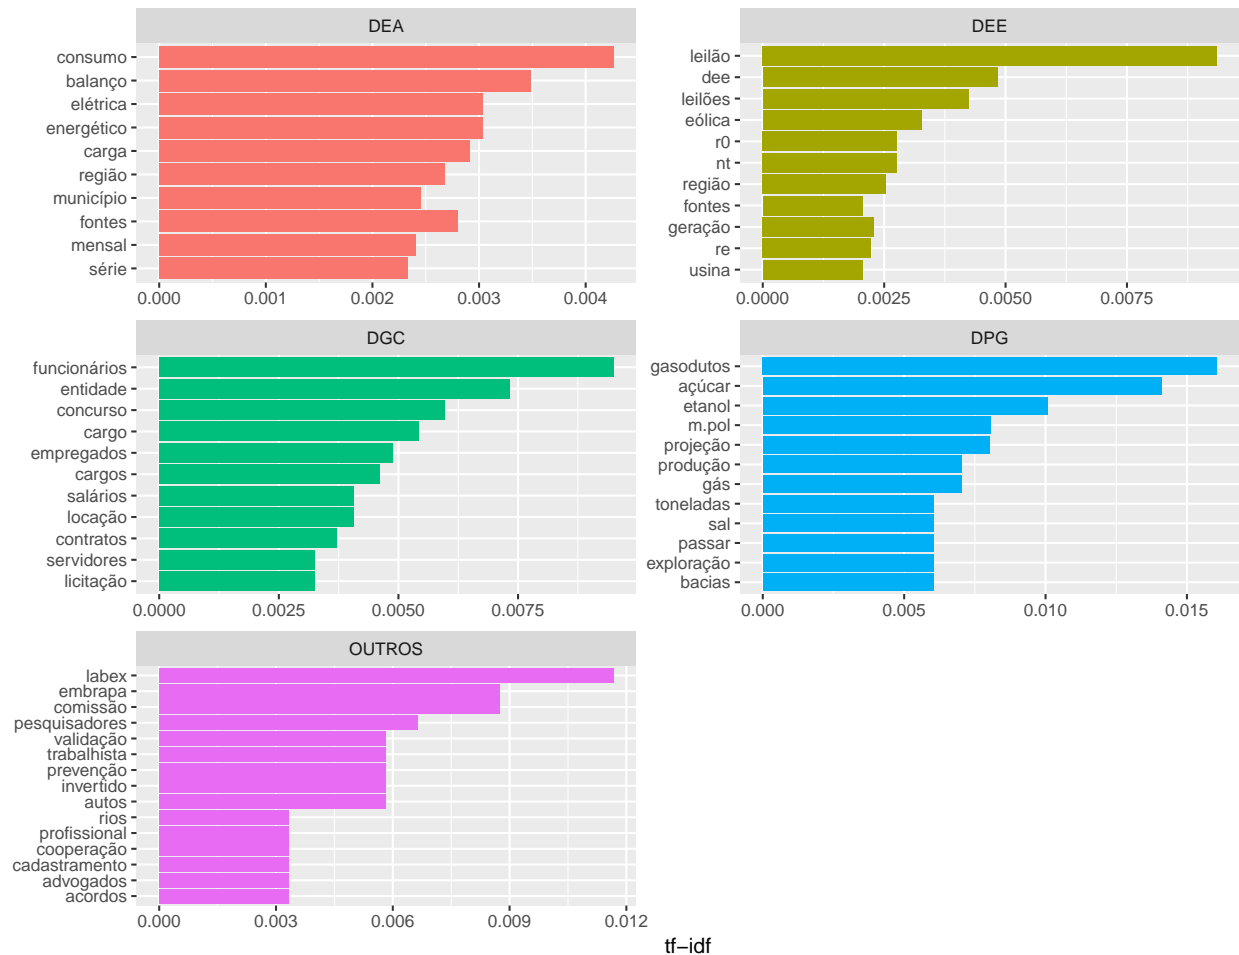 DEA
consumo
balanço
elétrica
energético
carga
região
município
fontes
mensal
série
0.000 0.001 0.002 0.003 0.004
DEE
leilão
dee
leilões
eólica
r0
nt
região
fontes
geração
re
usina
0.0000 0.0025 0.0050 0.0075
DGC
funcionários
entidade
concurso
cargo
empregados
cargos
salários
locação
contratos
servidores
licitação
0.0000 0.0025 0.0050 0.0075
DPG
gasodutos
açúcar
etanol
m.pol
projeção
produção
gás
toneladas
sal
passar
exploração
bacias
0.000 0.005 0.010 0.015
OUTROS
labex
embrapa
comissão
pesquisadores
validação
trabalhista
prevenção
invertido
autos
rios
profissional
cooperação
cadastramento
advogados
acordos
0.000 0.003 0.006 0.009 0.012
tf−idf